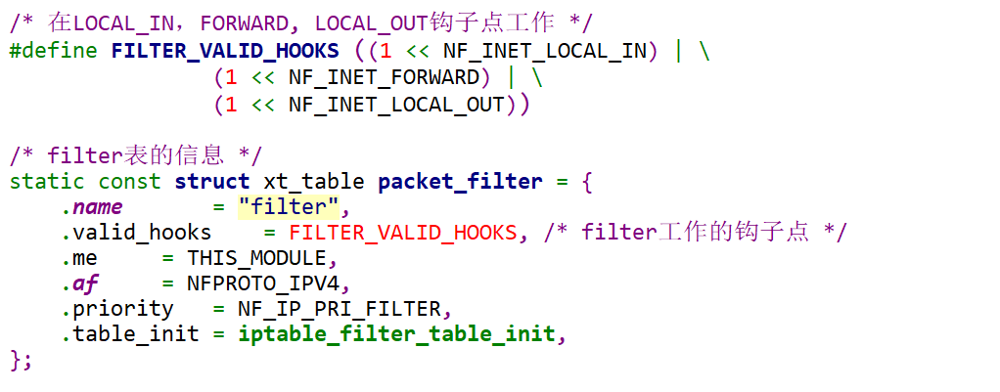 /* 在LOCAL_IN，FORWARD, LOCAL_OUT钩子点工作 */
#define FILTER_VALID_HOOKS ((1 << NF_INET_LOCAL_IN) | \
(1 << NF_INET_FORWARD) | \
(1 << NF_INET_LOCAL_OUT))
/* filter表的信息 */
static const struct xt_table packet_filter = {
.name = "filter",
.valid_hooks = FILTER_VALID_HOOKS, /* filter工作的钩子点 */
.me = THIS_MODULE,
.af = NFPROTO_IPV4,
.priority = NF_IP_PRI_FILTER,
.table_init = iptable_filter_table_init,
};